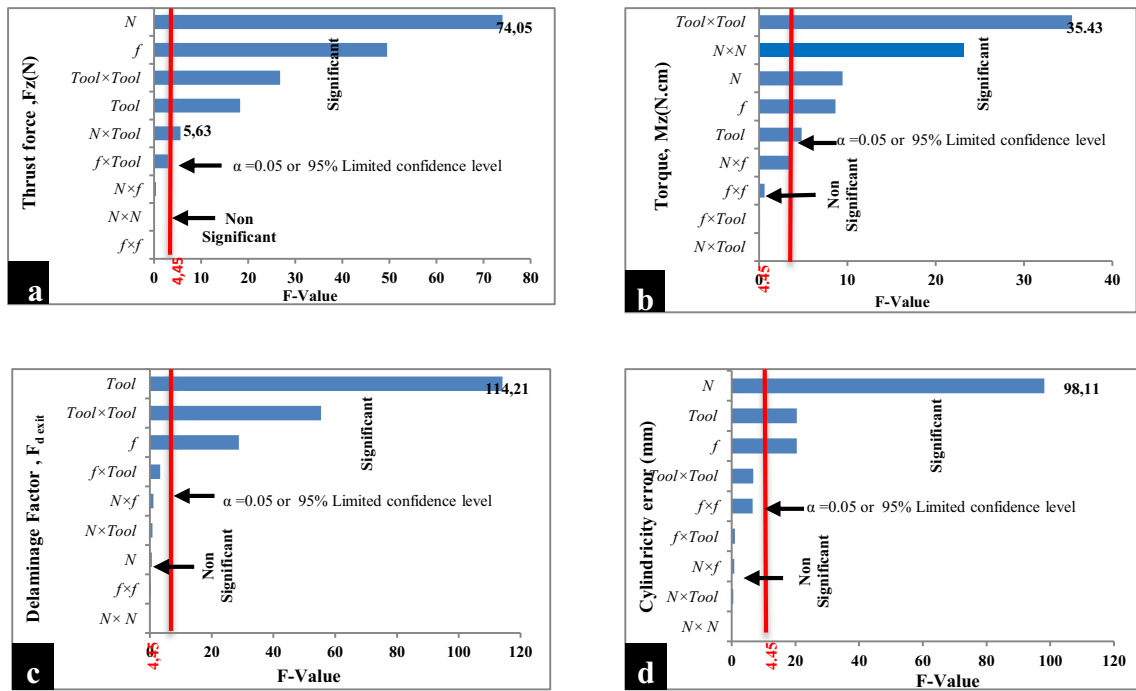 Thrust force ,Fz(N)
N
f
Tool×Tool
Tool
N×Tool
f×Tool
N×f
N×N
f×f
74,05
5,63
Significant
α =0.05 or 95% Limited confidence level
Non
Significant
0 10 20 30 40 50 60 70 80
4,45
F-Value
a
Torque, Mz(N.cm)
Tool×Tool
N×N
N
f
Tool
N×f
f×f
f×Tool
N×Tool
35.43
Significant
α =0.05 or 95% Limited confidence level
Non
Significant
0 10 20 30 40
4.45
F-Value
b
Delaminage Factor , F d exit
Tool
Tool×Tool
f
f×Tool
N×f
N×Tool
N
f×f
N× N
114,21
Significant
α =0.05 or 95% Limited confidence level
Non
Significant
0 20 40 60 80 100 120
4,45
F-Value
c
Cylindricity error (mm)
N
Tool
f
Tool×Tool
f×f
f×Tool
N×f
N×Tool
N× N
98,11
Significant
α =0.05 or 95% Limited confidence level
Non
Significant
0 20 40 60 80 100 120
4.45
F-Value
d